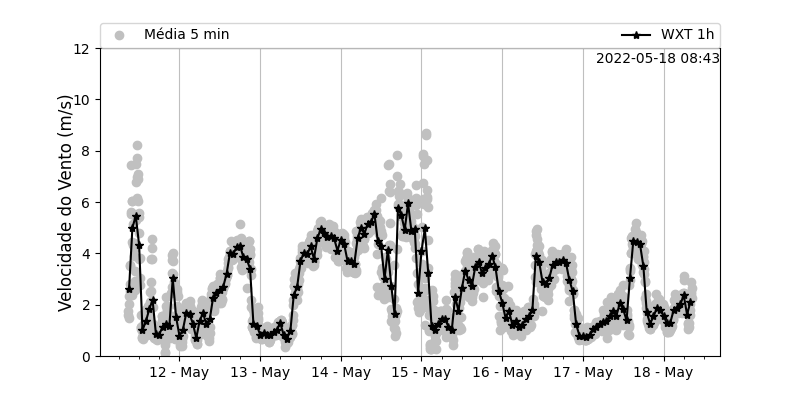 Média 5 min
WXT 1h
2022-05-18 08:43
Velocidade do Vento (m/s)
12
10
8
6
4
2
0
12 - May
13 - May
14 - May
15 - May
16 - May
17 - May
18 - May